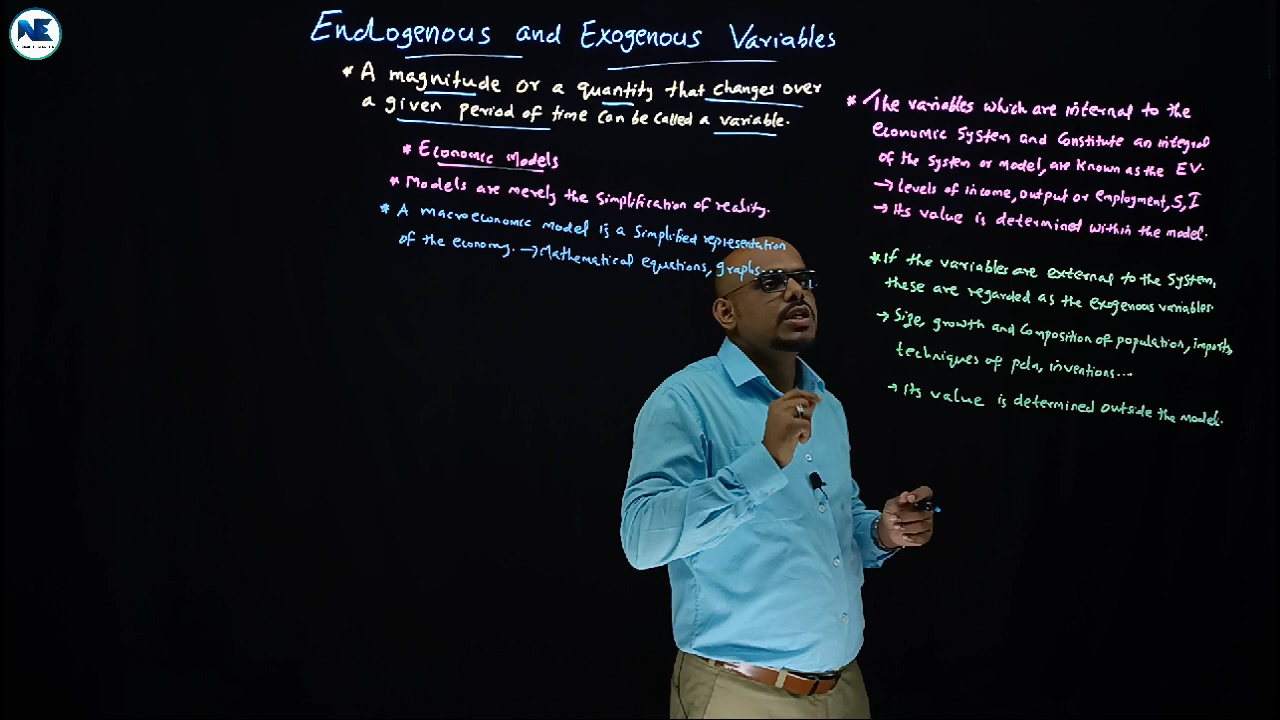 NE
Endogenous and Exogenous Variables
* A magnitude or a quantity that changes over
a given period of time can be called a variable.
* Economic Models
* Models are merely the simplification of reality.
* A macroeconomic model is a simplified representation
of the economy. → Mathematical equations, graphs...
* The variables which are internal to the
economic system and constitute an integral
of the system or model, are known as the EV.
→ levels of income, output or employment, S, I
→ Its value is determined within the model.
* If the variables are external to the system,
these are regarded as the exogenous variables.
→ Size, growth and composition of population, imports,
techniques of pdn, inventions...
→ Its value is determined outside the model.